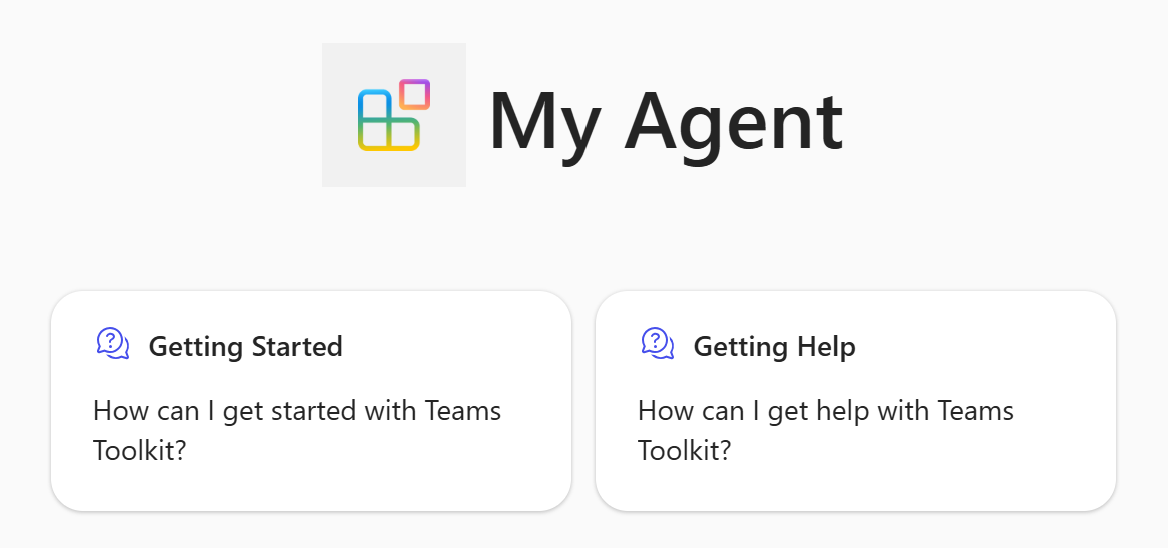 My Agent
Getting Started
How can I get started with Teams
Toolkit?
Getting Help
How can I get help with Teams
Toolkit?